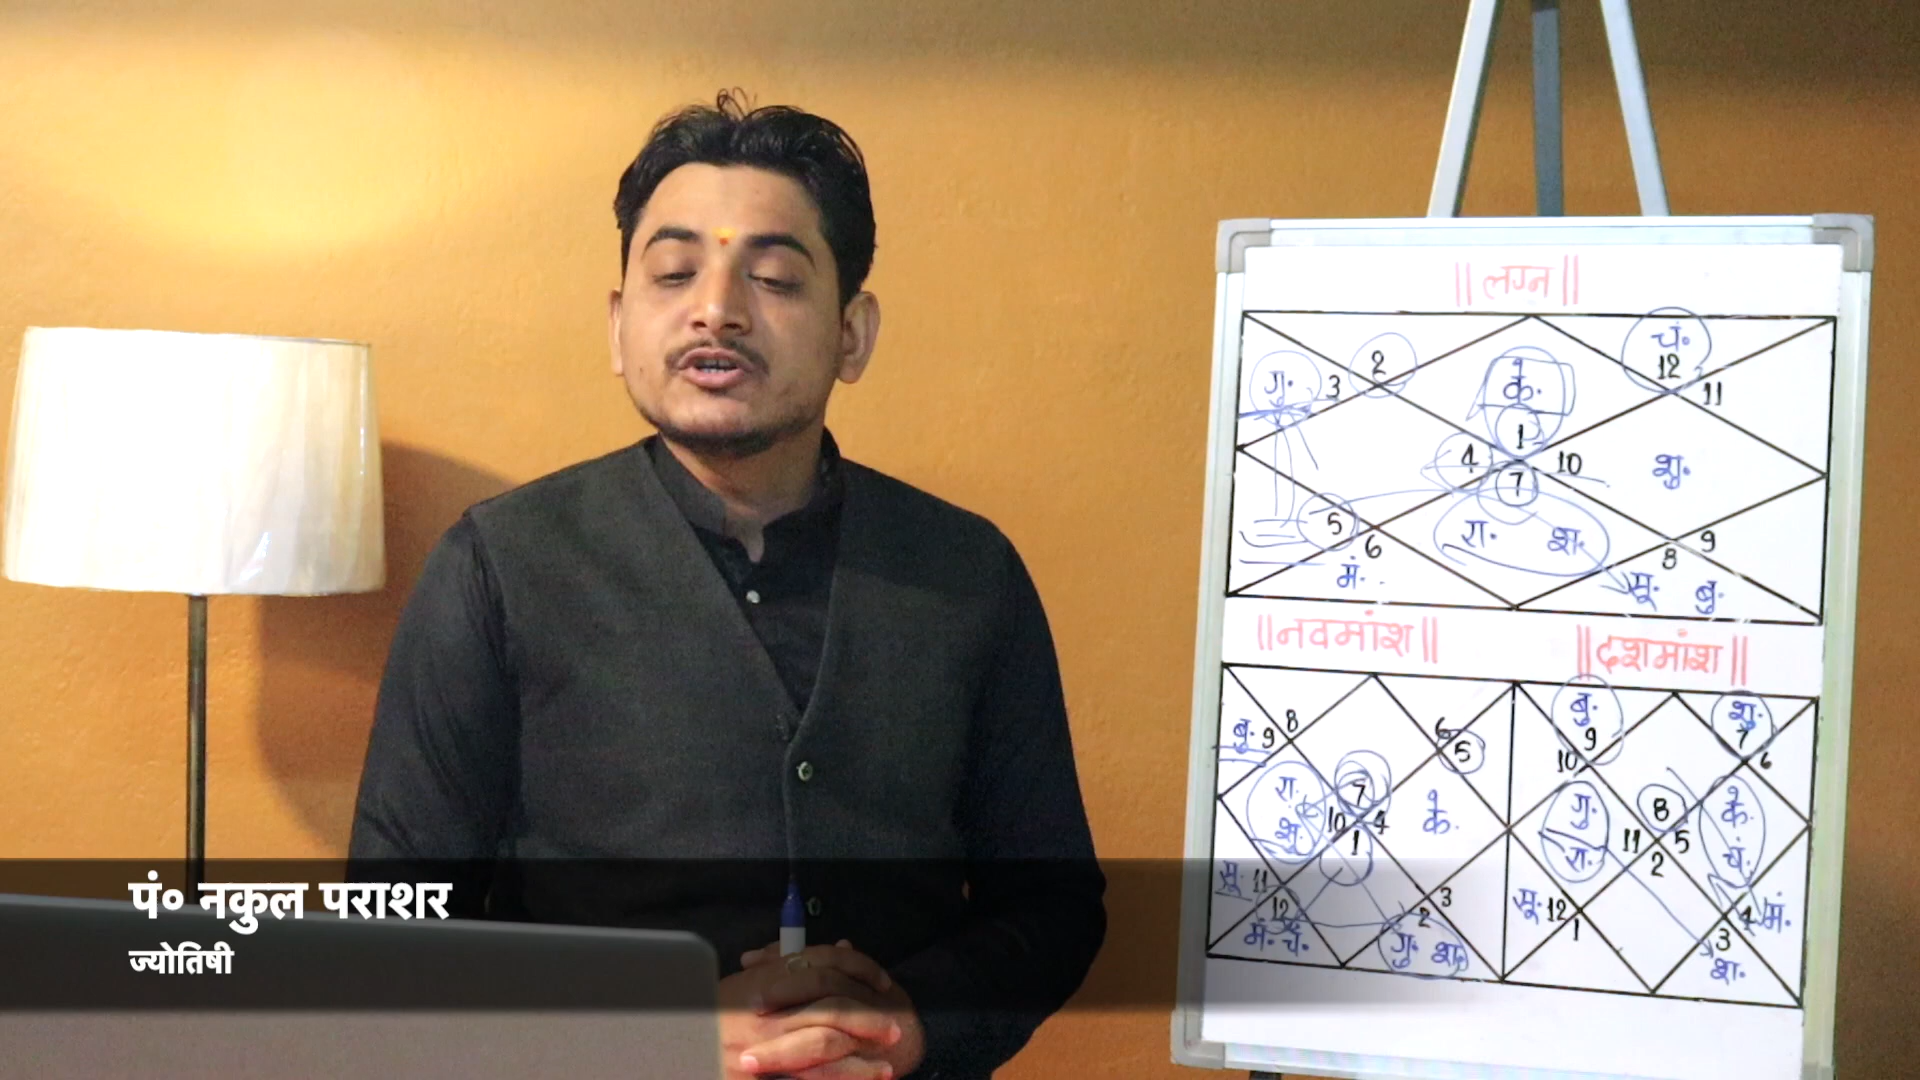 || लग्न ||
चं॰
2
के॰
12
गु॰ 3
11
1
4
10
शु॰
7
5
रा॰ श॰
9
6
8
मं॰
सू॰ बु॰
|| नवमांश ||
|| दशमांश ||
बु॰
शु॰
8
6
7
बु॰ 9
5
9
10
6
रा॰
7
के॰
गु॰
8
के॰
शु॰
10
4
रा॰
11
5
चं॰
1
2
सू॰ 11
3
सू॰ 12
4 मं॰
12
2
1
3
मं॰ चं॰
गु॰ श॰
श॰
पं॰ नकुल पराशर
ज्योतिषी